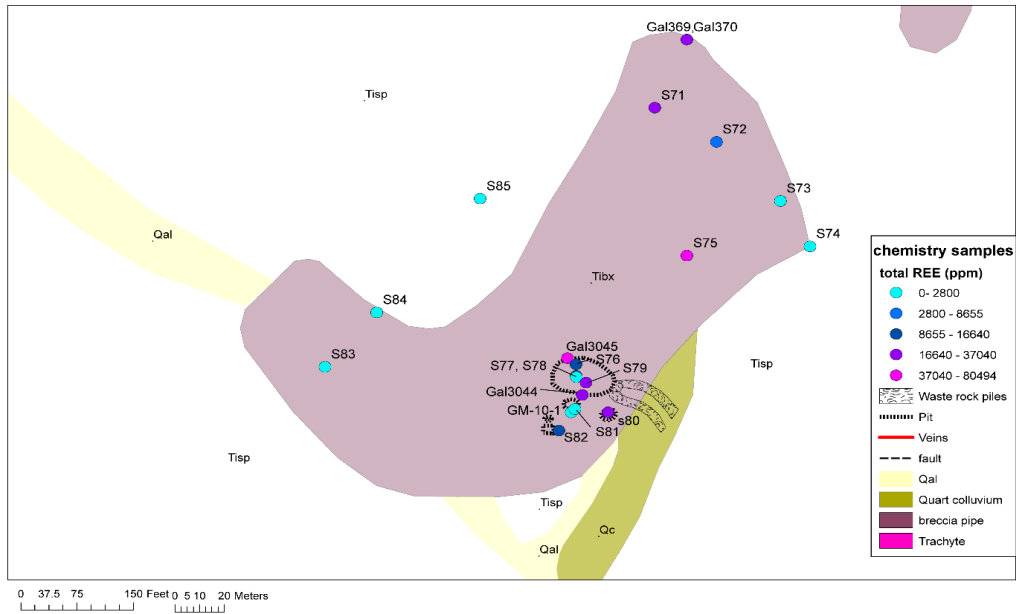 Gal369,Gal370
Tisp
S71
S72
S85
S73
Qal
S74
S75
Tibx
S84
Gal3045
S76
S83
S77, S78
S79
Tisp
Gal3044
GM-10-1
s80
S81
S82
Tisp
Tisp
Qc
Qal
chemistry samples
total REE (ppm)
0- 2800
2800 - 8655
8655 - 16640
16640 - 37040
37040 - 80494
Waste rock piles
Pit
Veins
fault
Qal
Quart colluvium
breccia pipe
Trachyte
0 37.5 75 150 Feet
0 5 10 20 Meters